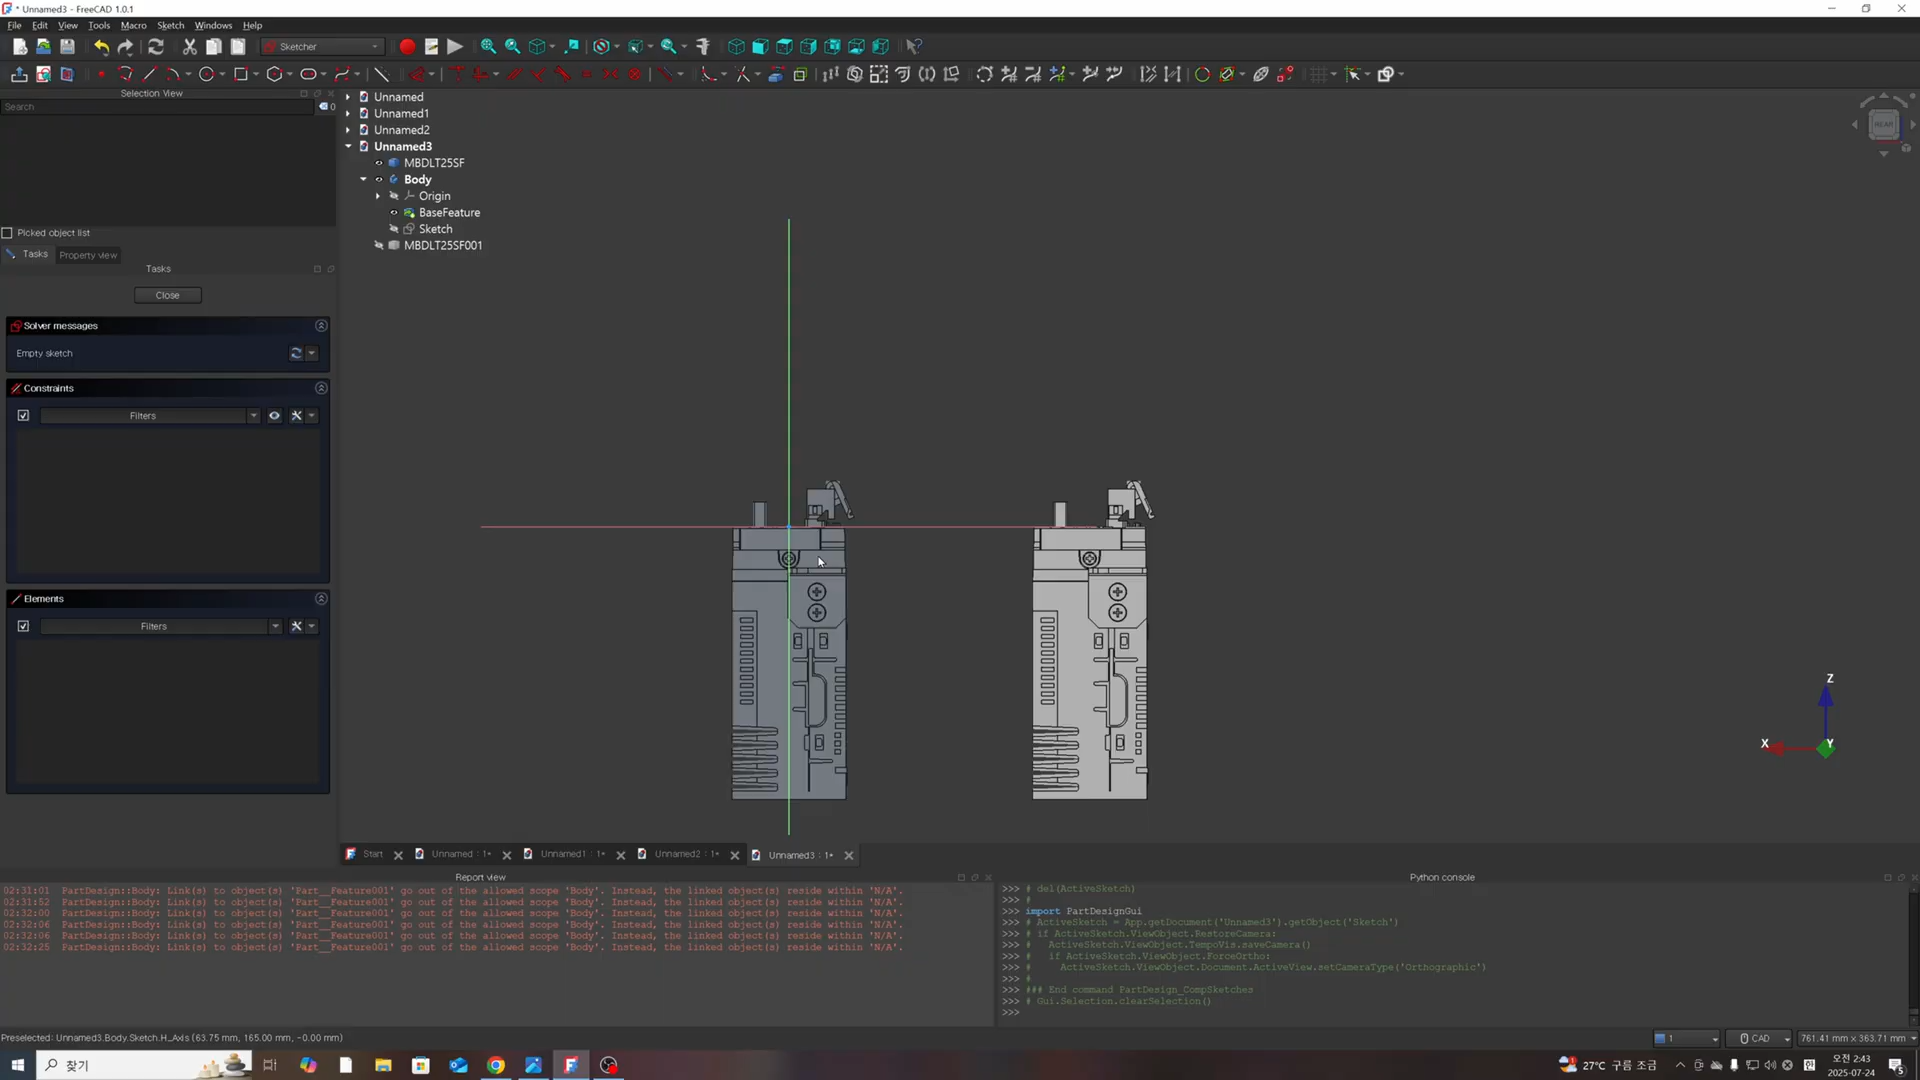 * Unnamed3 - FreeCAD 1.0.1
File Edit View Tools Macro Sketch Windows Help
Sketcher
Selection View
Search
0
Picked object list
Tasks Property view
Tasks
Close
Solver messages
Empty sketch
Constraints
Filters
Elements
Filters
Unnamed
Unnamed1
Unnamed2
Unnamed3
MBDLT25SF
Body
Origin
BaseFeature
Sketch
MBDLT25SF001
REAR
Z
X
Y
Start Unnamed : 1* Unnamed1 : 1* Unnamed2 : 1* Unnamed3 : 1*
Report view
02:31:01 PartDesign::Body: Link(s) to object(s) 'Part__Feature001' go out of the allowed scope 'Body'. Instead, the linked object(s) reside within 'N/A'.
02:31:52 PartDesign::Body: Link(s) to object(s) 'Part__Feature001' go out of the allowed scope 'Body'. Instead, the linked object(s) reside within 'N/A'.
02:32:00 PartDesign::Body: Link(s) to object(s) 'Part__Feature001' go out of the allowed scope 'Body'. Instead, the linked object(s) reside within 'N/A'.
02:32:06 PartDesign::Body: Link(s) to object(s) 'Part__Feature001' go out of the allowed scope 'Body'. Instead, the linked object(s) reside within 'N/A'.
02:32:06 PartDesign::Body: Link(s) to object(s) 'Part__Feature001' go out of the allowed scope 'Body'. Instead, the linked object(s) reside within 'N/A'.
02:32:25 PartDesign::Body: Link(s) to object(s) 'Part__Feature001' go out of the allowed scope 'Body'. Instead, the linked object(s) reside within 'N/A'.
Python console
>>> # del(ActiveSketch)
>>> #
>>> import PartDesignGui
>>> # ActiveSketch = App.getDocument('Unnamed3').getObject('Sketch')
>>> # if ActiveSketch.ViewObject.RestoreCamera:
>>> #   ActiveSketch.ViewObject.TempoVis.saveCamera()
>>> #   if ActiveSketch.ViewObject.ForceOrtho:
>>> #     ActiveSketch.ViewObject.Document.ActiveView.setCameraType('Orthographic')
>>> #
>>> ### End command PartDesign_CompSketches
>>> # Gui.Selection.clearSelection()
>>>
Preselected: Unnamed3.Body.Sketch.H_Axis (63.75 mm, 165.00 mm, -0.00 mm)
1 CAD 761.41 mm x 363.71 mm
찾기
27°C 구름 조금
오전 2:43
2025-07-24
5